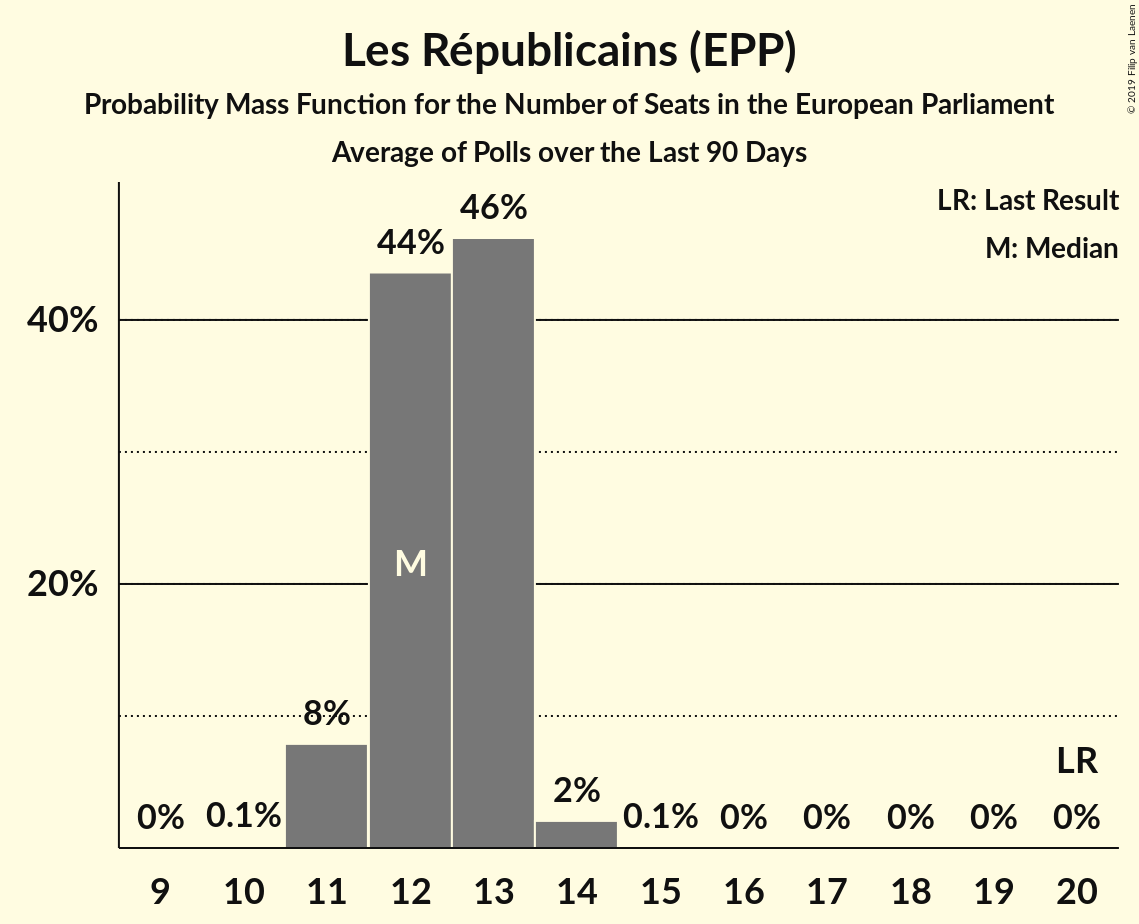 Les Républicains (EPP)
Probability Mass Function for the Number of Seats in the European Parliament
Average of Polls over the Last 90 Days
© 2019 Filip van Laenen
LR: Last Result
M: Median
46%
44%
40%
M
20%
8%
LR
2%
0% 0.1% 0.1% 0% 0% 0% 0% 0%
9 10 11 12 13 14 15 16 17 18 19 20